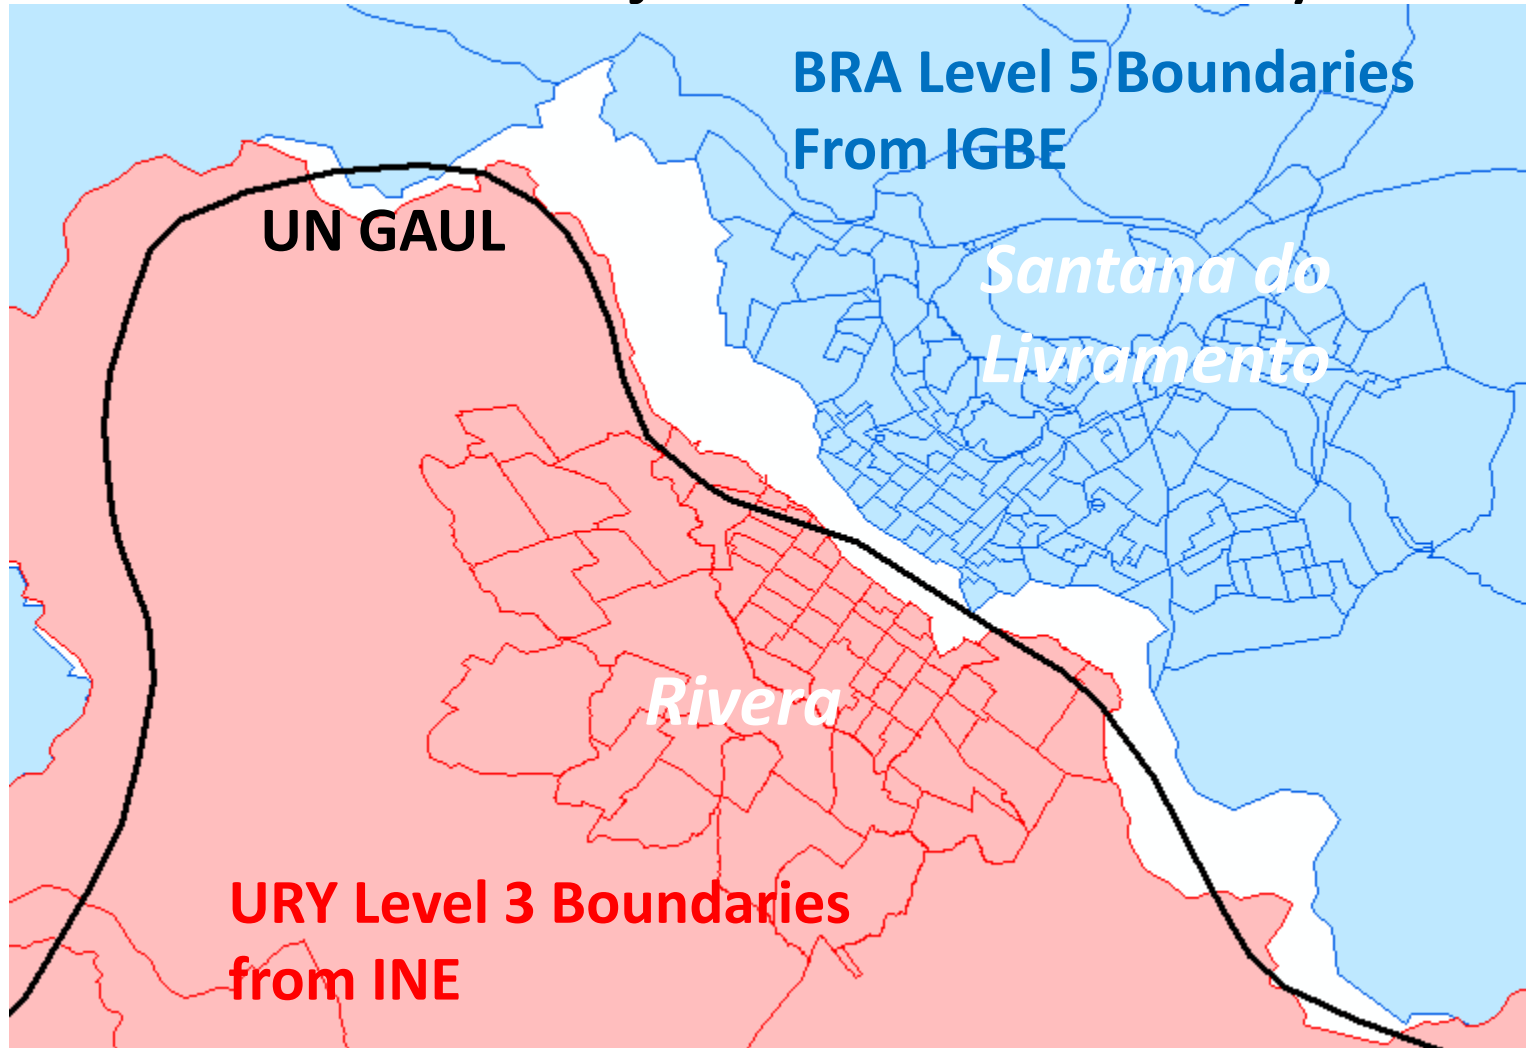 BRA Level 5 Boundaries
From IGBE
UN GAUL
Santana do
Livramento
Rivera
URY Level 3 Boundaries
from INE